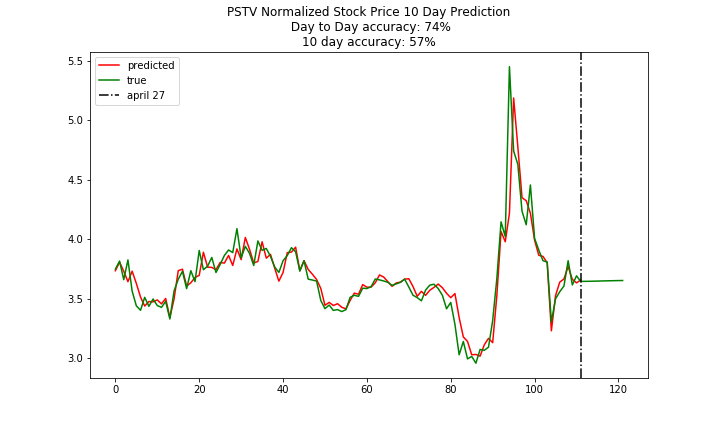 PSTV Normalized Stock Price 10 Day Prediction
Day to Day accuracy: 74%
10 day accuracy: 57%
predicted
true
april 27
5.5
5.0
4.5
4.0
3.5
3.0
0
20
40
60
80
100
120